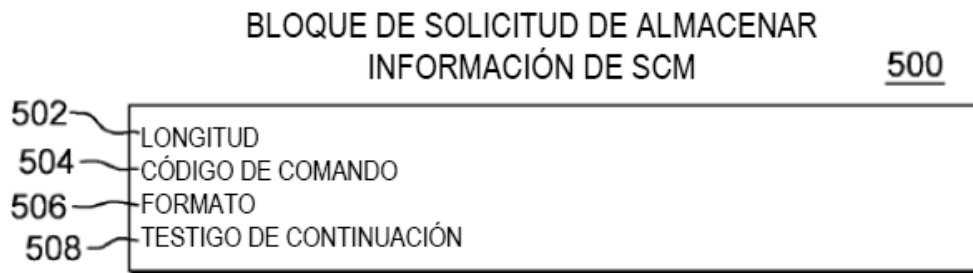 BLOQUE DE SOLICITUD DE ALMACENAR
INFORMACIÓN DE SCM 500
502 LONGITUD
504 CÓDIGO DE COMANDO
506 FORMATO
508 TESTIGO DE CONTINUACIÓN